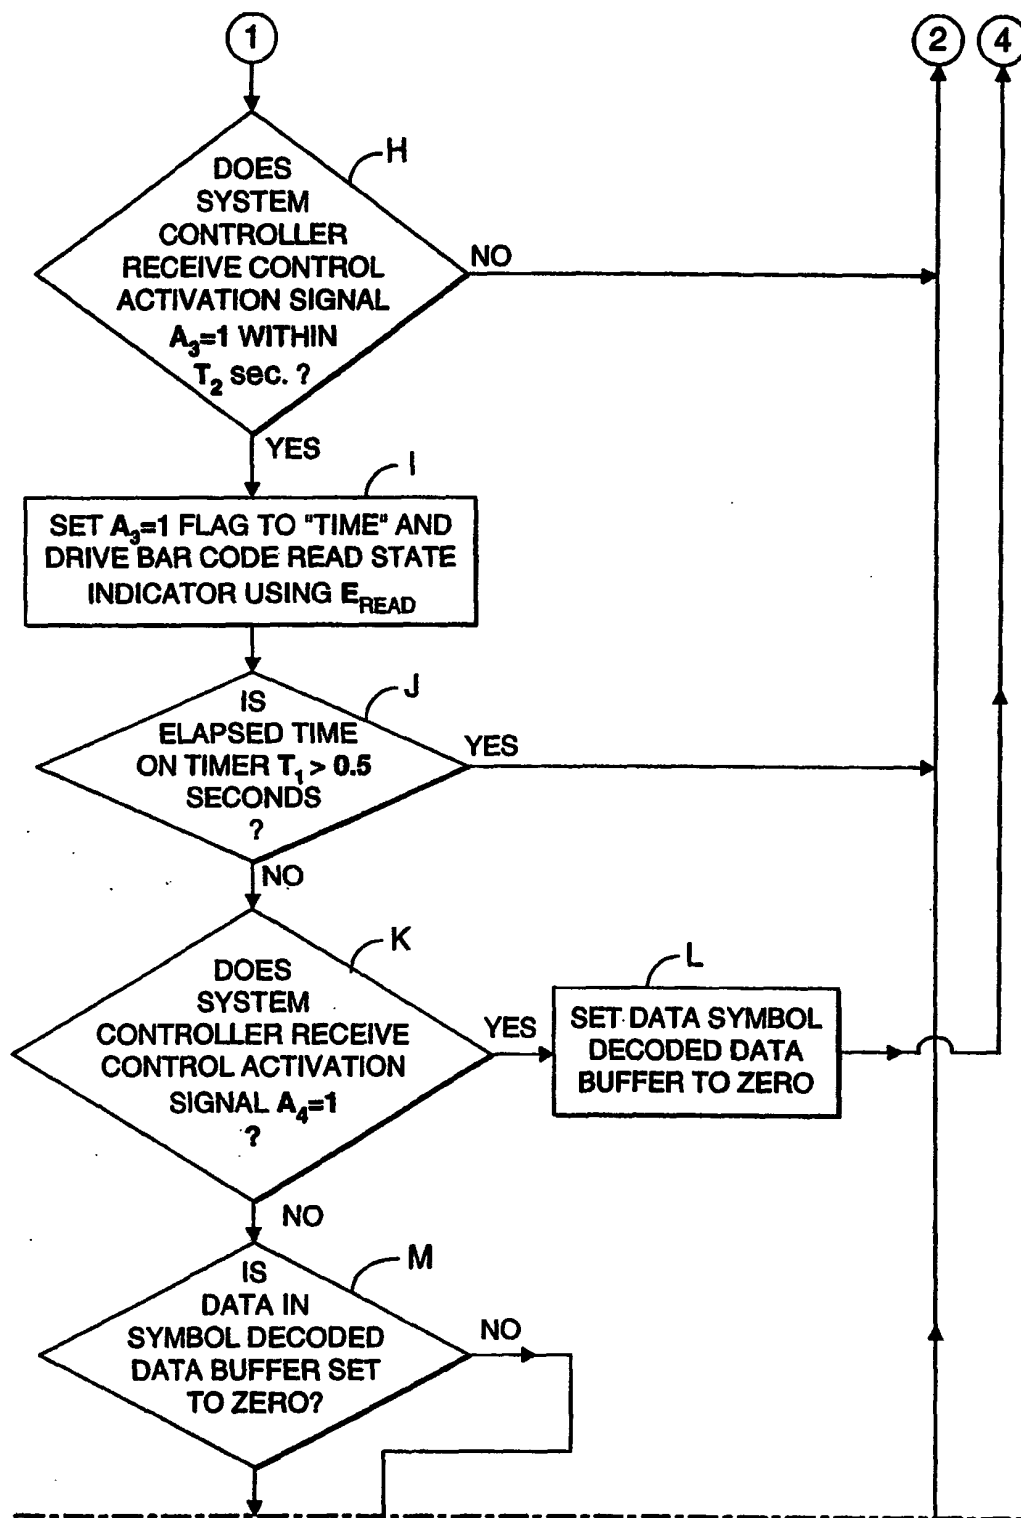 1
2
4
H
DOES
SYSTEM
CONTROLLER
RECEIVE CONTROL
ACTIVATION SIGNAL
A3=1 WITHIN
T2 sec. ?
NO
YES
I
SET A3=1 FLAG TO "TIME" AND
DRIVE BAR CODE READ STATE
INDICATOR USING EREAD
J
IS
ELAPSED TIME
ON TIMER T1 > 0.5
SECONDS
?
YES
NO
K
DOES
SYSTEM
CONTROLLER RECEIVE
CONTROL ACTIVATION
SIGNAL A4=1
?
YES
L
SET DATA SYMBOL
DECODED DATA
BUFFER TO ZERO
NO
M
IS
DATA IN
SYMBOL DECODED
DATA BUFFER SET
TO ZERO?
NO